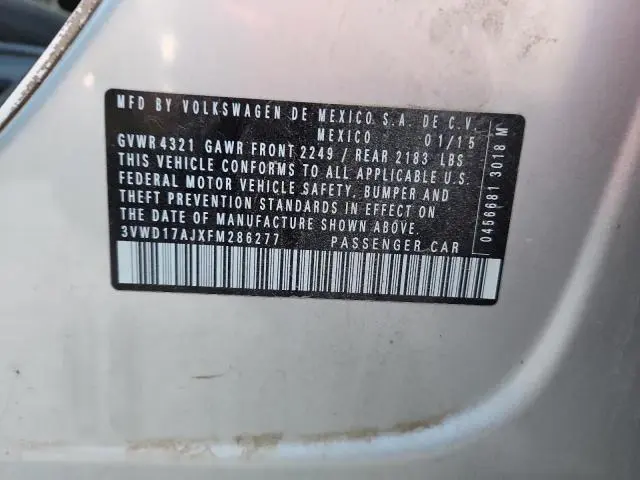 MFD BY VOLKSWAGEN DE MEXICO S.A. DE C.V.
MEXICO 01/15
GVWR 4321 GAWR FRONT 2249 / REAR 2183 LBS
THIS VEHICLE CONFORMS TO ALL APPLICABLE U.S.
FEDERAL MOTOR VEHICLE SAFETY, BUMPER AND
THEFT PREVENTION STANDARDS IN EFFECT ON
THE DATE OF MANUFACTURE SHOWN ABOVE.
3VWD17AJXFM286277 PASSENGER CAR
0456681 3018 M